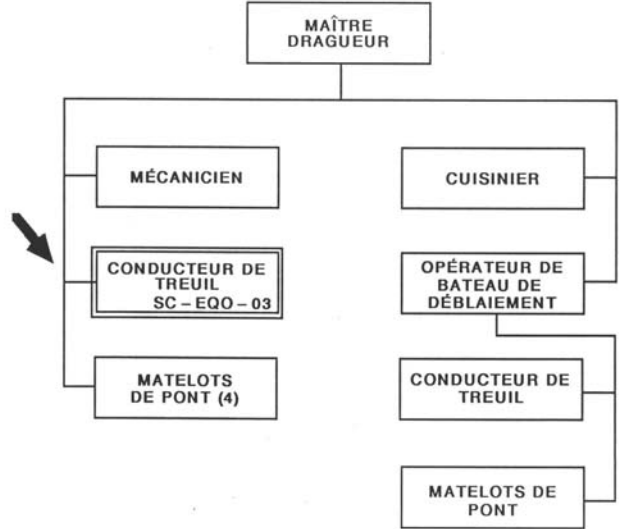 MAÎTRE
DRAGUEUR
MÉCANICIEN
CUISINIER
CONDUCTEUR DE
TREUIL
SC – EQO – 03
OPÉRATEUR DE
BATEAU DE
DÉBLAIEMENT
MATELOTS
DE PONT (4)
CONDUCTEUR DE
TREUIL
MATELOTS DE
PONT